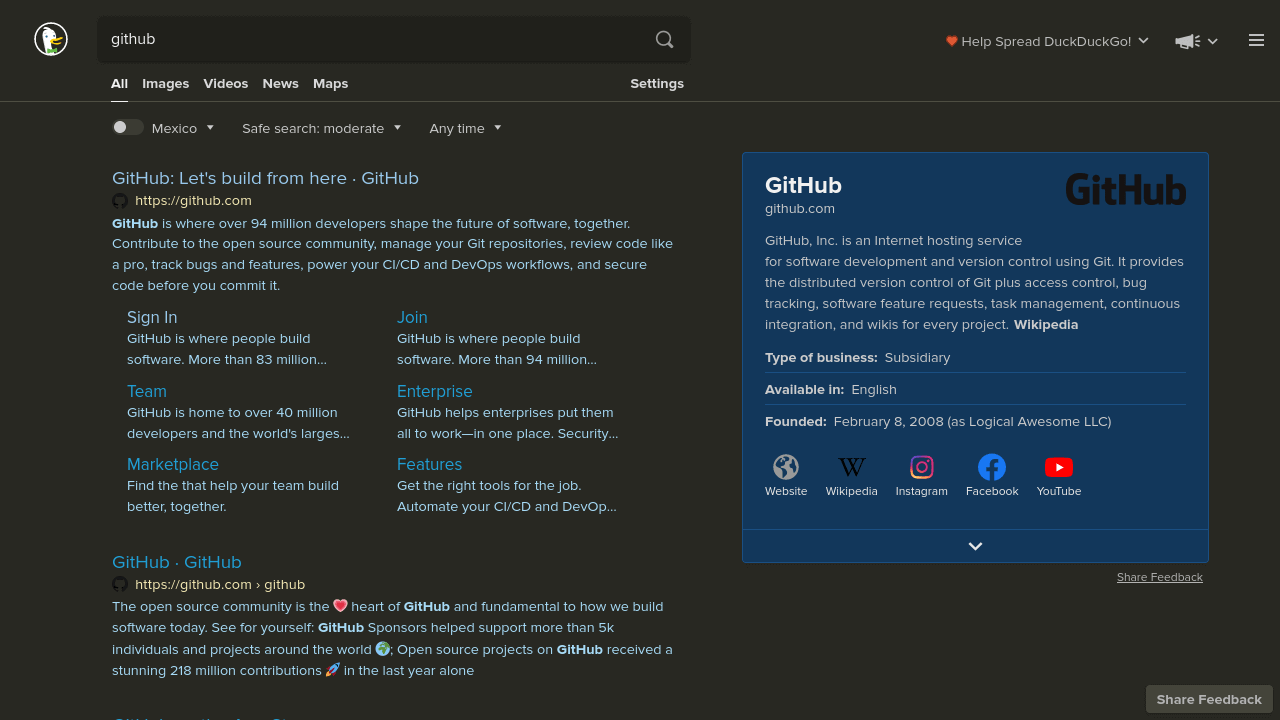 github
Help Spread DuckDuckGo!
All Images Videos News Maps Settings
Mexico Safe search: moderate Any time
GitHub: Let's build from here · GitHub
https://github.com
GitHub is where over 94 million developers shape the future of software, together.
Contribute to the open source community, manage your Git repositories, review code like
a pro, track bugs and features, power your CI/CD and DevOps workflows, and secure
code before you commit it.
Sign In
GitHub is where people build
software. More than 83 million...
Join
GitHub is where people build
software. More than 94 million...
Team
GitHub is home to over 40 million
developers and the world's larges...
Enterprise
GitHub helps enterprises put them
all to work—in one place. Security...
Marketplace
Find the that help your team build
better, together.
Features
Get the right tools for the job.
Automate your CI/CD and DevOp...
GitHub · GitHub
https://github.com › github
The open source community is the 💗 heart of GitHub and fundamental to how we build
software today. See for yourself: GitHub Sponsors helped support more than 5k
individuals and projects around the world 🌍; Open source projects on GitHub received a
stunning 218 million contributions 🚀 in the last year alone
GitHub
GitHub
github.com
GitHub, Inc. is an Internet hosting service
for software development and version control using Git. It provides
the distributed version control of Git plus access control, bug
tracking, software feature requests, task management, continuous
integration, and wikis for every project. Wikipedia
Type of business: Subsidiary
Available in: English
Founded: February 8, 2008 (as Logical Awesome LLC)
W
Website Wikipedia Instagram Facebook YouTube
Share Feedback
Share Feedback